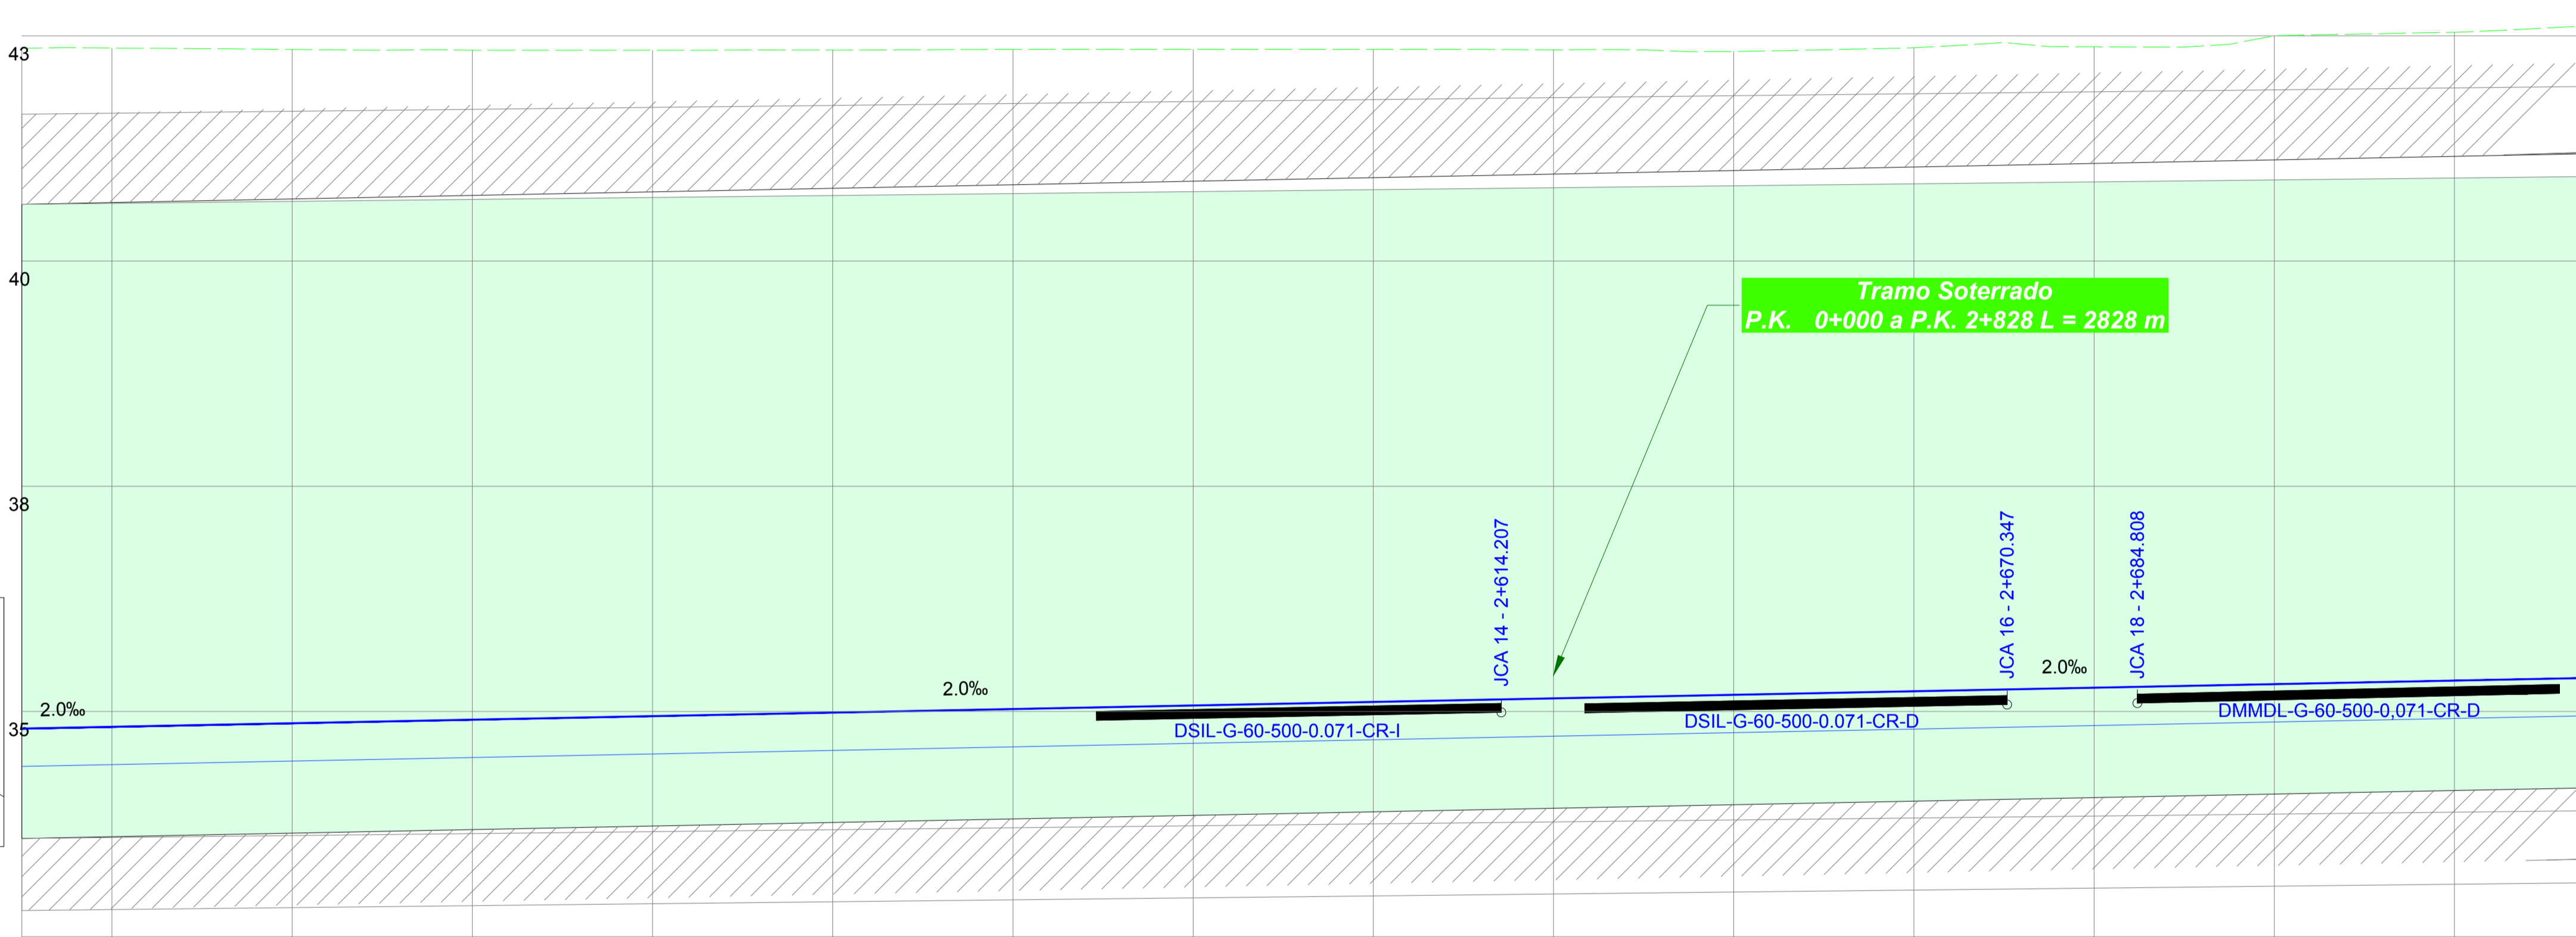 43
40
Tramo Soterrado
P.K. 0+000 a P.K. 2+828 L = 2828 m
38
JCA 14 - 2+614.207
JCA 16 - 2+670.347
JCA 18 - 2+684.808
35
2.0‰
2.0‰
2.0‰
DSIL-G-60-500-0.071-CR-I
DSIL-G-60-500-0.071-CR-D
DMMDL-G-60-500-0,071-CR-D